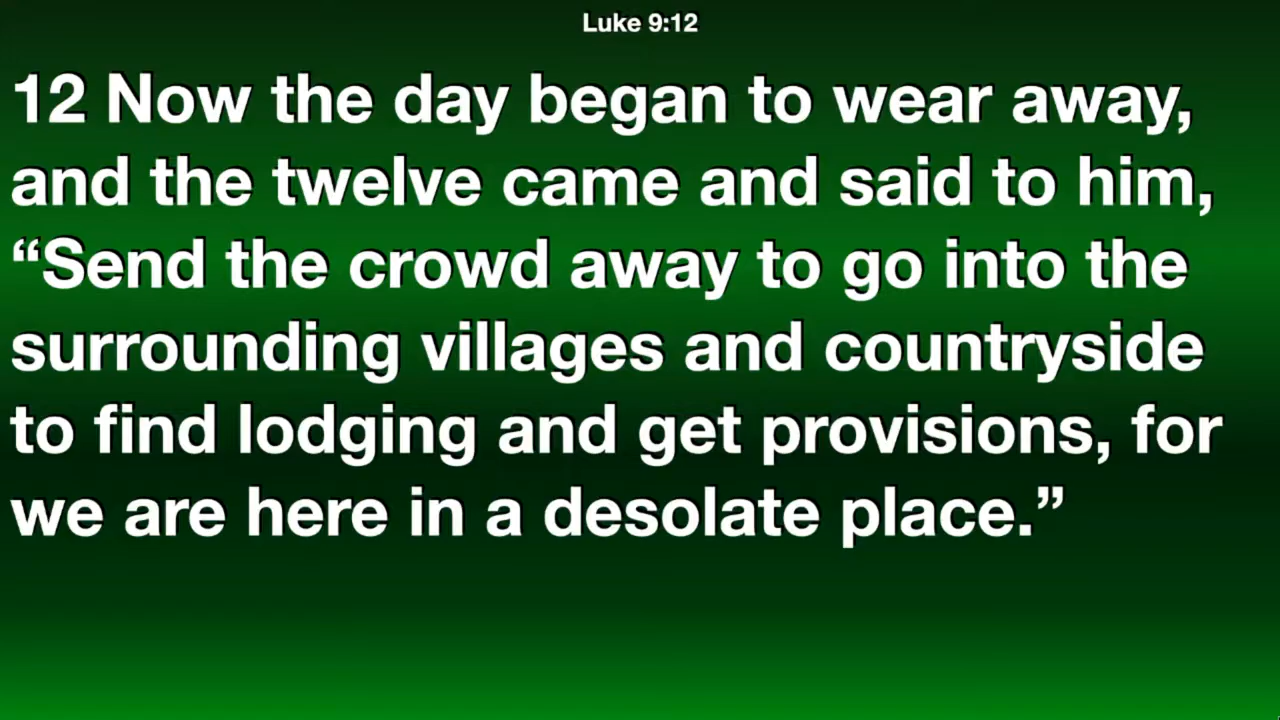 Luke 9:12
12 Now the day began to wear away,
and the twelve came and said to him,
“Send the crowd away to go into the
surrounding villages and countryside
to find lodging and get provisions, for
we are here in a desolate place.”